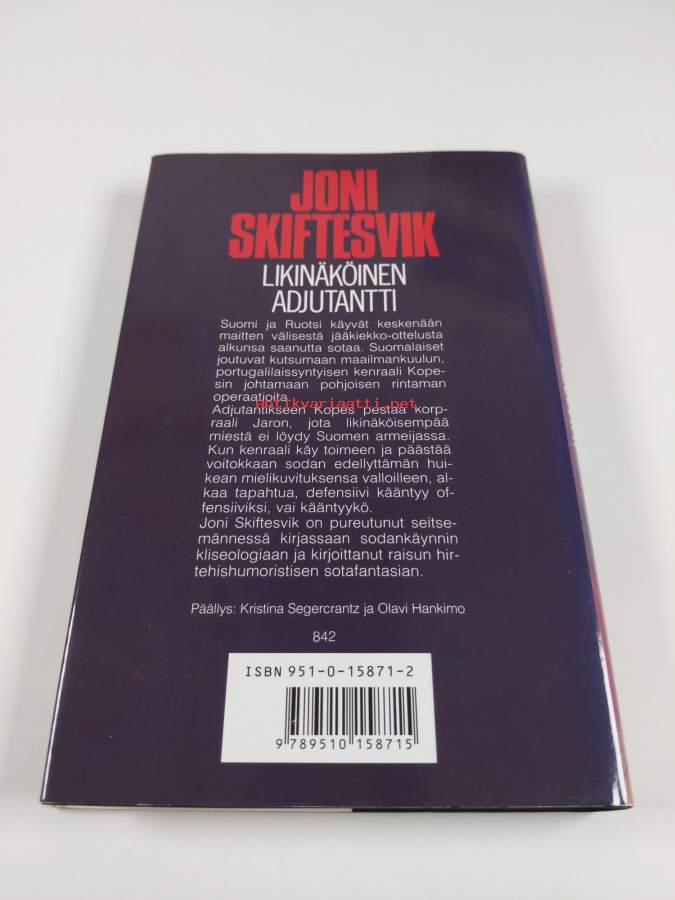 JONI
SKIFTESVIK
LIKINÄKÖINEN
ADJUTANTTI
Suomi ja Ruotsi käyvät keskenään
maitten välisestä jääkiekko-ottelusta
alkunsa saanutta sotaa. Suomalaiset
joutuvat kutsumaan maailmankuulun,
portugalilaissyntyisen kenraali Kope-
sin johtamaan pohjoisen rintaman
operaatioita.
Antikvariaatti.net
Adjutantikseen Kopes pestaa korp-
raali Jaron, jota likinäköisempää
miestä ei löydy Suomen armeijassa.
Kun kenraali käy toimeen ja päästää
voitokkaan sodan edellyttämän hui-
kean mielikuvituksensa valloilleen, al-
kaa tapahtua, defensiivi kääntyy of-
fensiiviksi, vai kääntyykö.
Joni Skiftesvik on pureutunut seitse-
männessä kirjassaan sodankäynnin
kliseologiaan ja kirjoittanut raisun hir-
tehishumoristisen sotafantasian.
Päällys: Kristina Segercrantz ja Olavi Hankimo
842
ISBN 951-0-15871-2
9 789510 158715